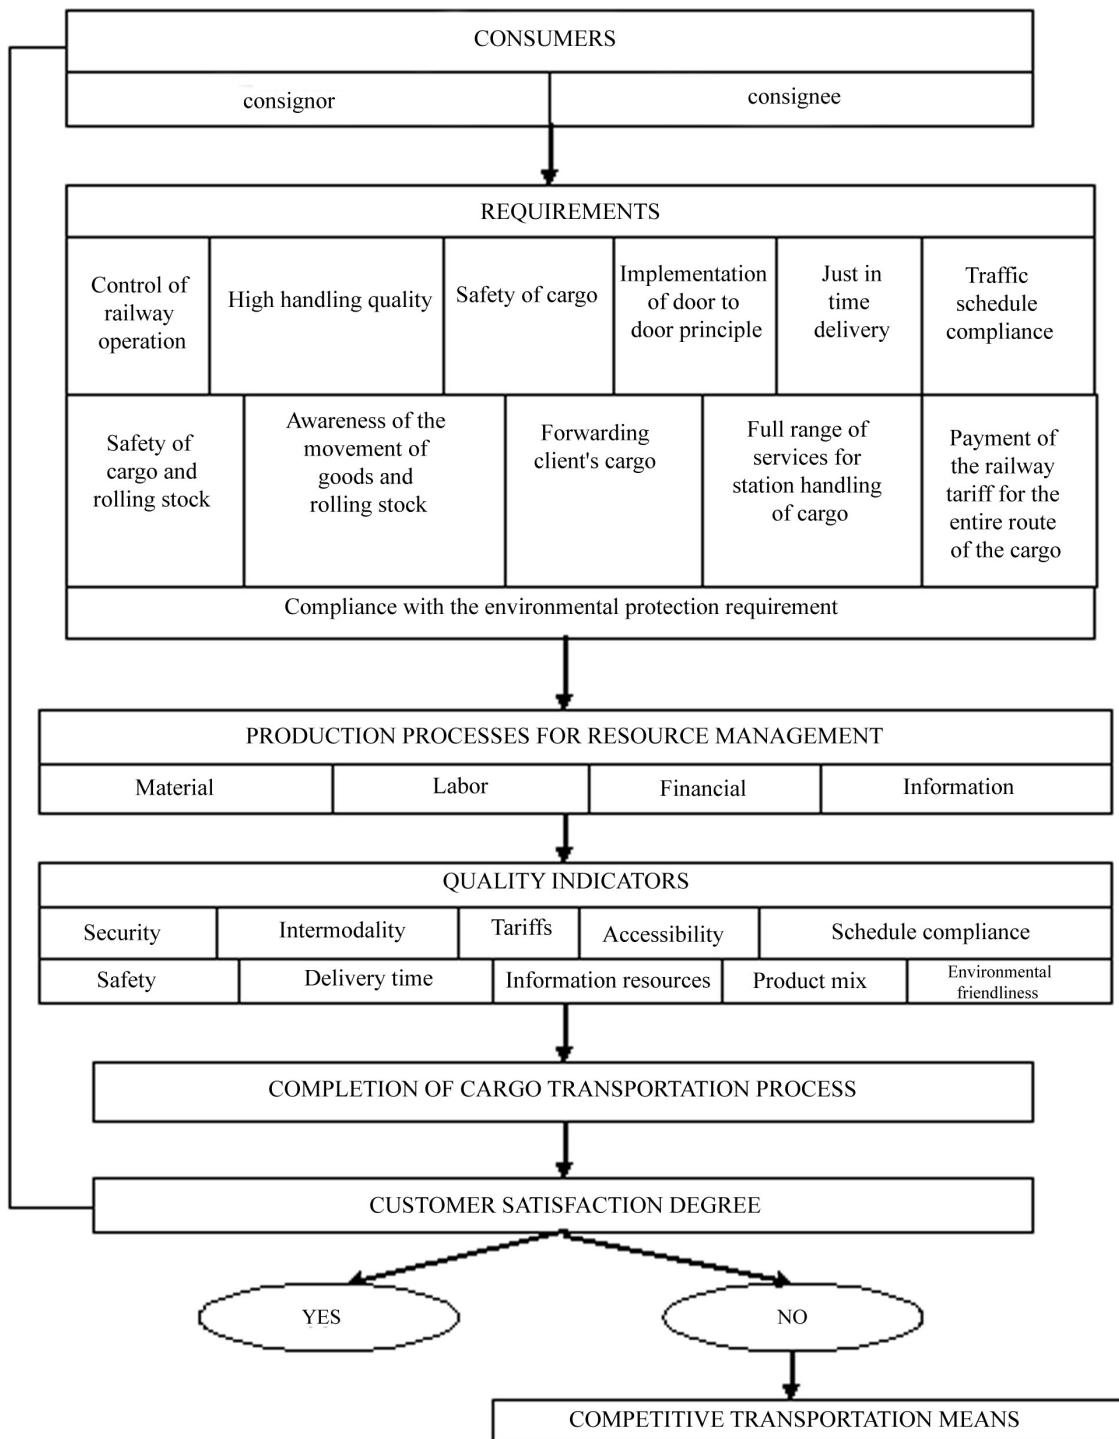 CONSUMERS
consignor
consignee
REQUIREMENTS
Control of
railway
operation
High handling quality
Safety of cargo
Implementation
of door to
door principle
Just in
time
delivery
Traffic
schedule
compliance
Safety of
cargo and
rolling stock
Awareness of the
movement of
goods and
rolling stock
Forwarding
client's cargo
Full range of
services for
station handling
of cargo
Payment of
the railway
tariff for the
entire route
of the cargo
Compliance with the environmental protection requirement
PRODUCTION PROCESSES FOR RESOURCE MANAGEMENT
Material
Labor
Financial
Information
QUALITY INDICATORS
Security
Intermodality
Tariffs
Accessibility
Schedule compliance
Safety
Delivery time
Information resources
Product mix
Environmental
friendliness
COMPLETION OF CARGO TRANSPORTATION PROCESS
CUSTOMER SATISFACTION DEGREE
YES
NO
COMPETITIVE TRANSPORTATION MEANS